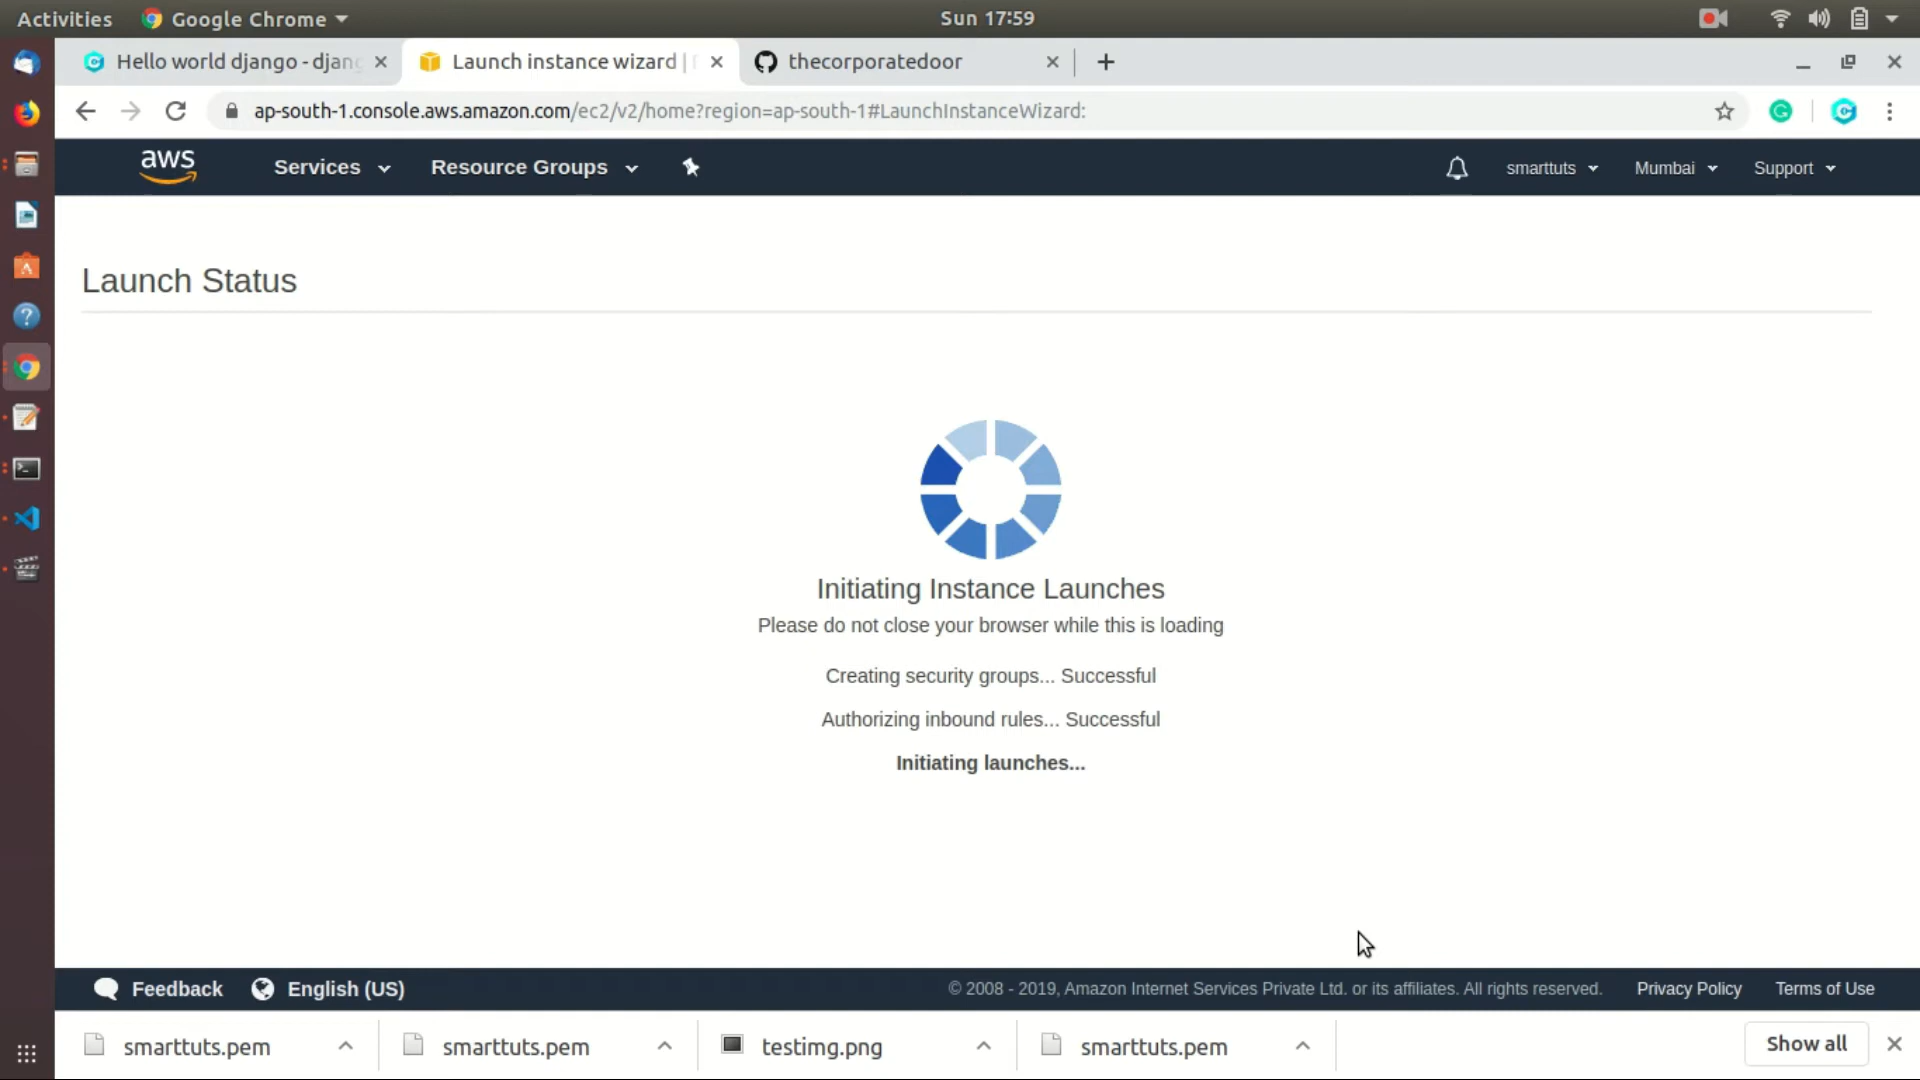 Activities
Google Chrome
Sun 17:59
Hello world django - djang
Launch instance wizard |
thecorporatedoor
ap-south-1.console.aws.amazon.com/ec2/v2/home?region=ap-south-1#LaunchInstanceWizard:
aws
Services
Resource Groups
smarttuts
Mumbai
Support
Launch Status
Initiating Instance Launches
Please do not close your browser while this is loading
Creating security groups... Successful
Authorizing inbound rules... Successful
Initiating launches...
Feedback
English (US)
© 2008 - 2019, Amazon Internet Services Private Ltd. or its affiliates. All rights reserved.
Privacy Policy
Terms of Use
smarttuts.pem
smarttuts.pem
testimg.png
smarttuts.pem
Show all